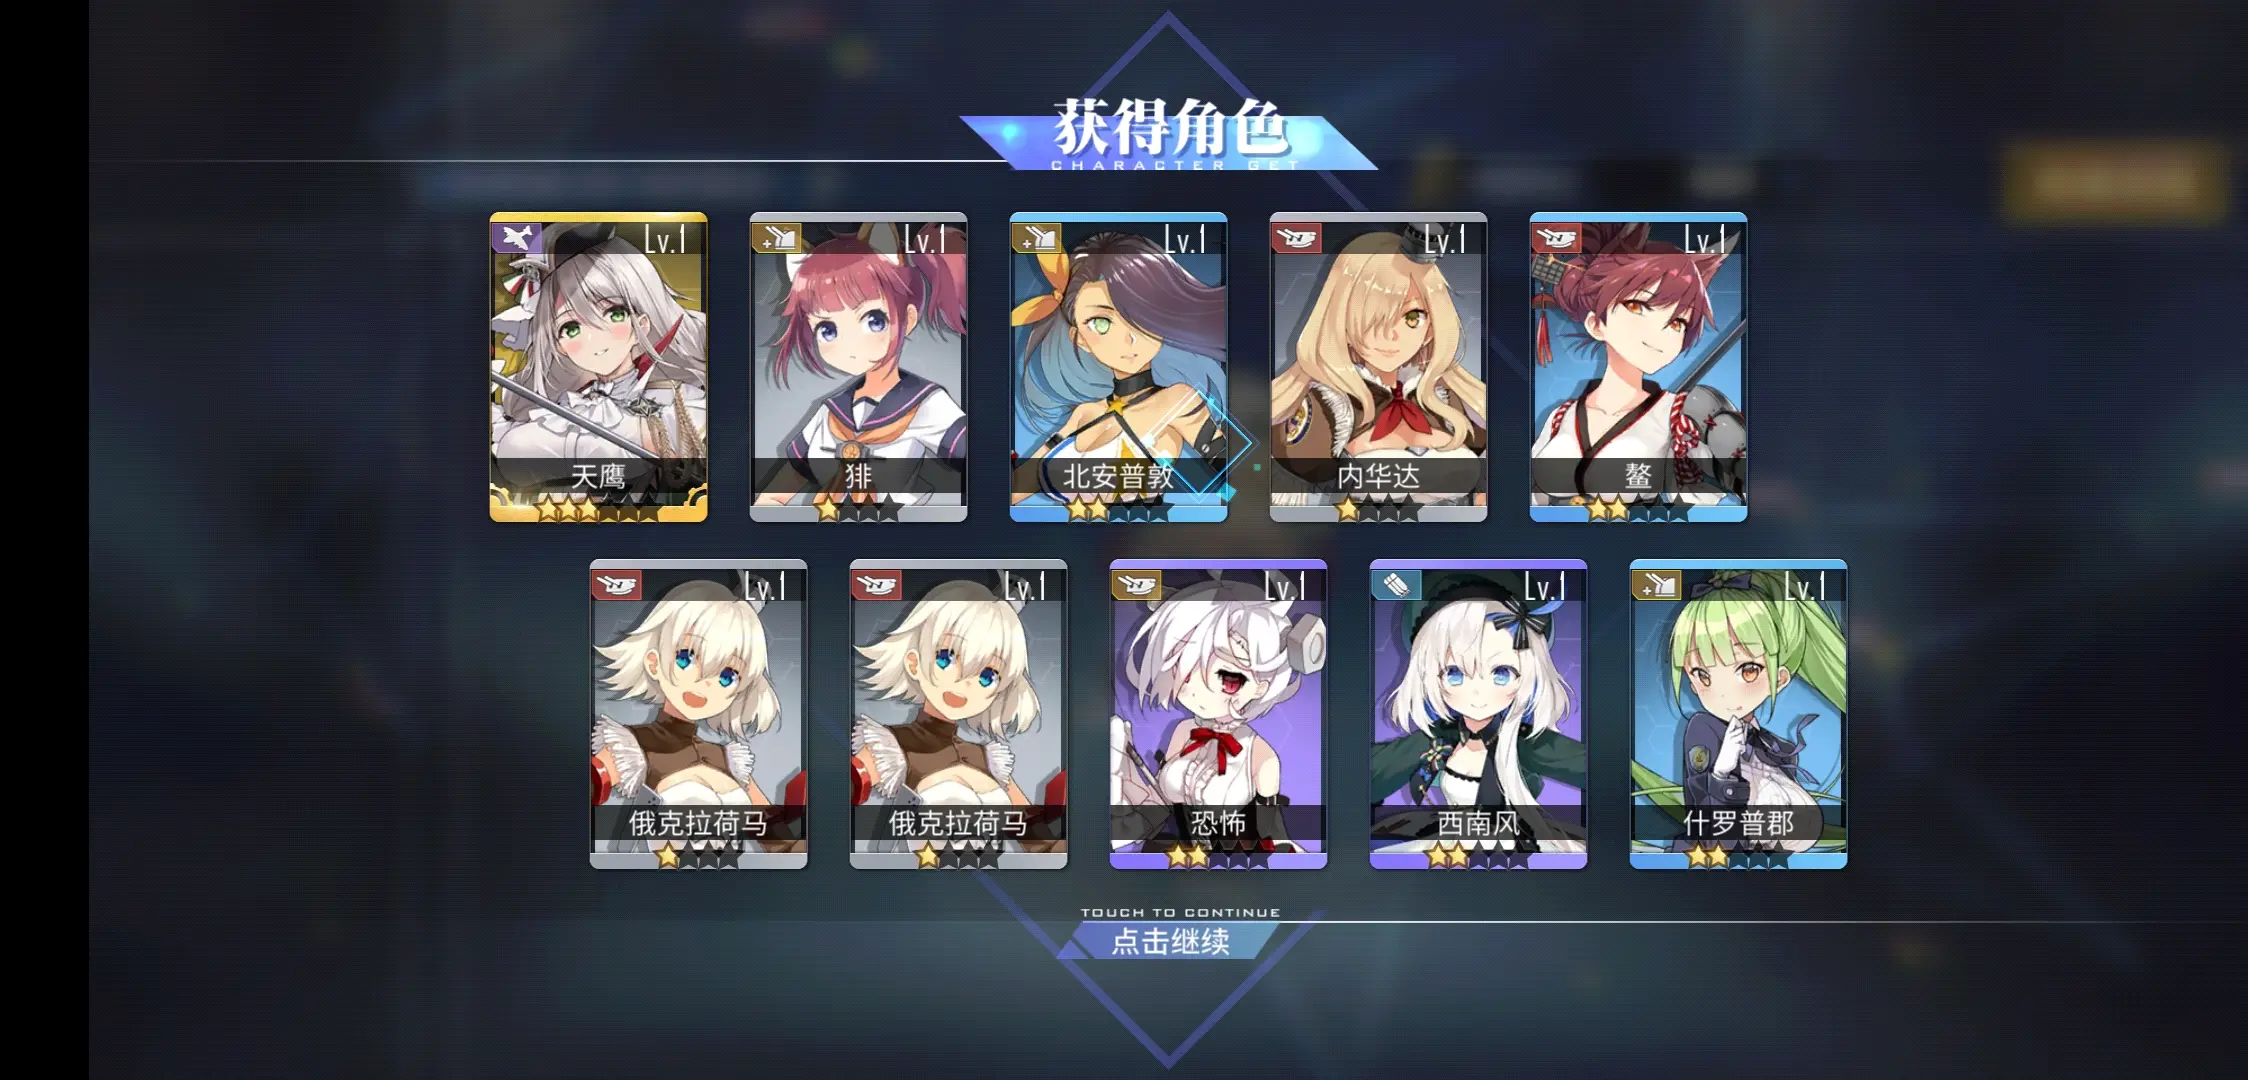 获得角色
CHARACTER GET
Lv.1 Lv.1 Lv.1 Lv.1 Lv.1
天鹰 猅 北安普敦 内华达 鳌
Lv.1 Lv.1 Lv.1 Lv.1 Lv.1
俄克拉荷马 俄克拉荷马 恐怖 西南风 什罗普郡
TOUCH TO CONTINUE
点击继续